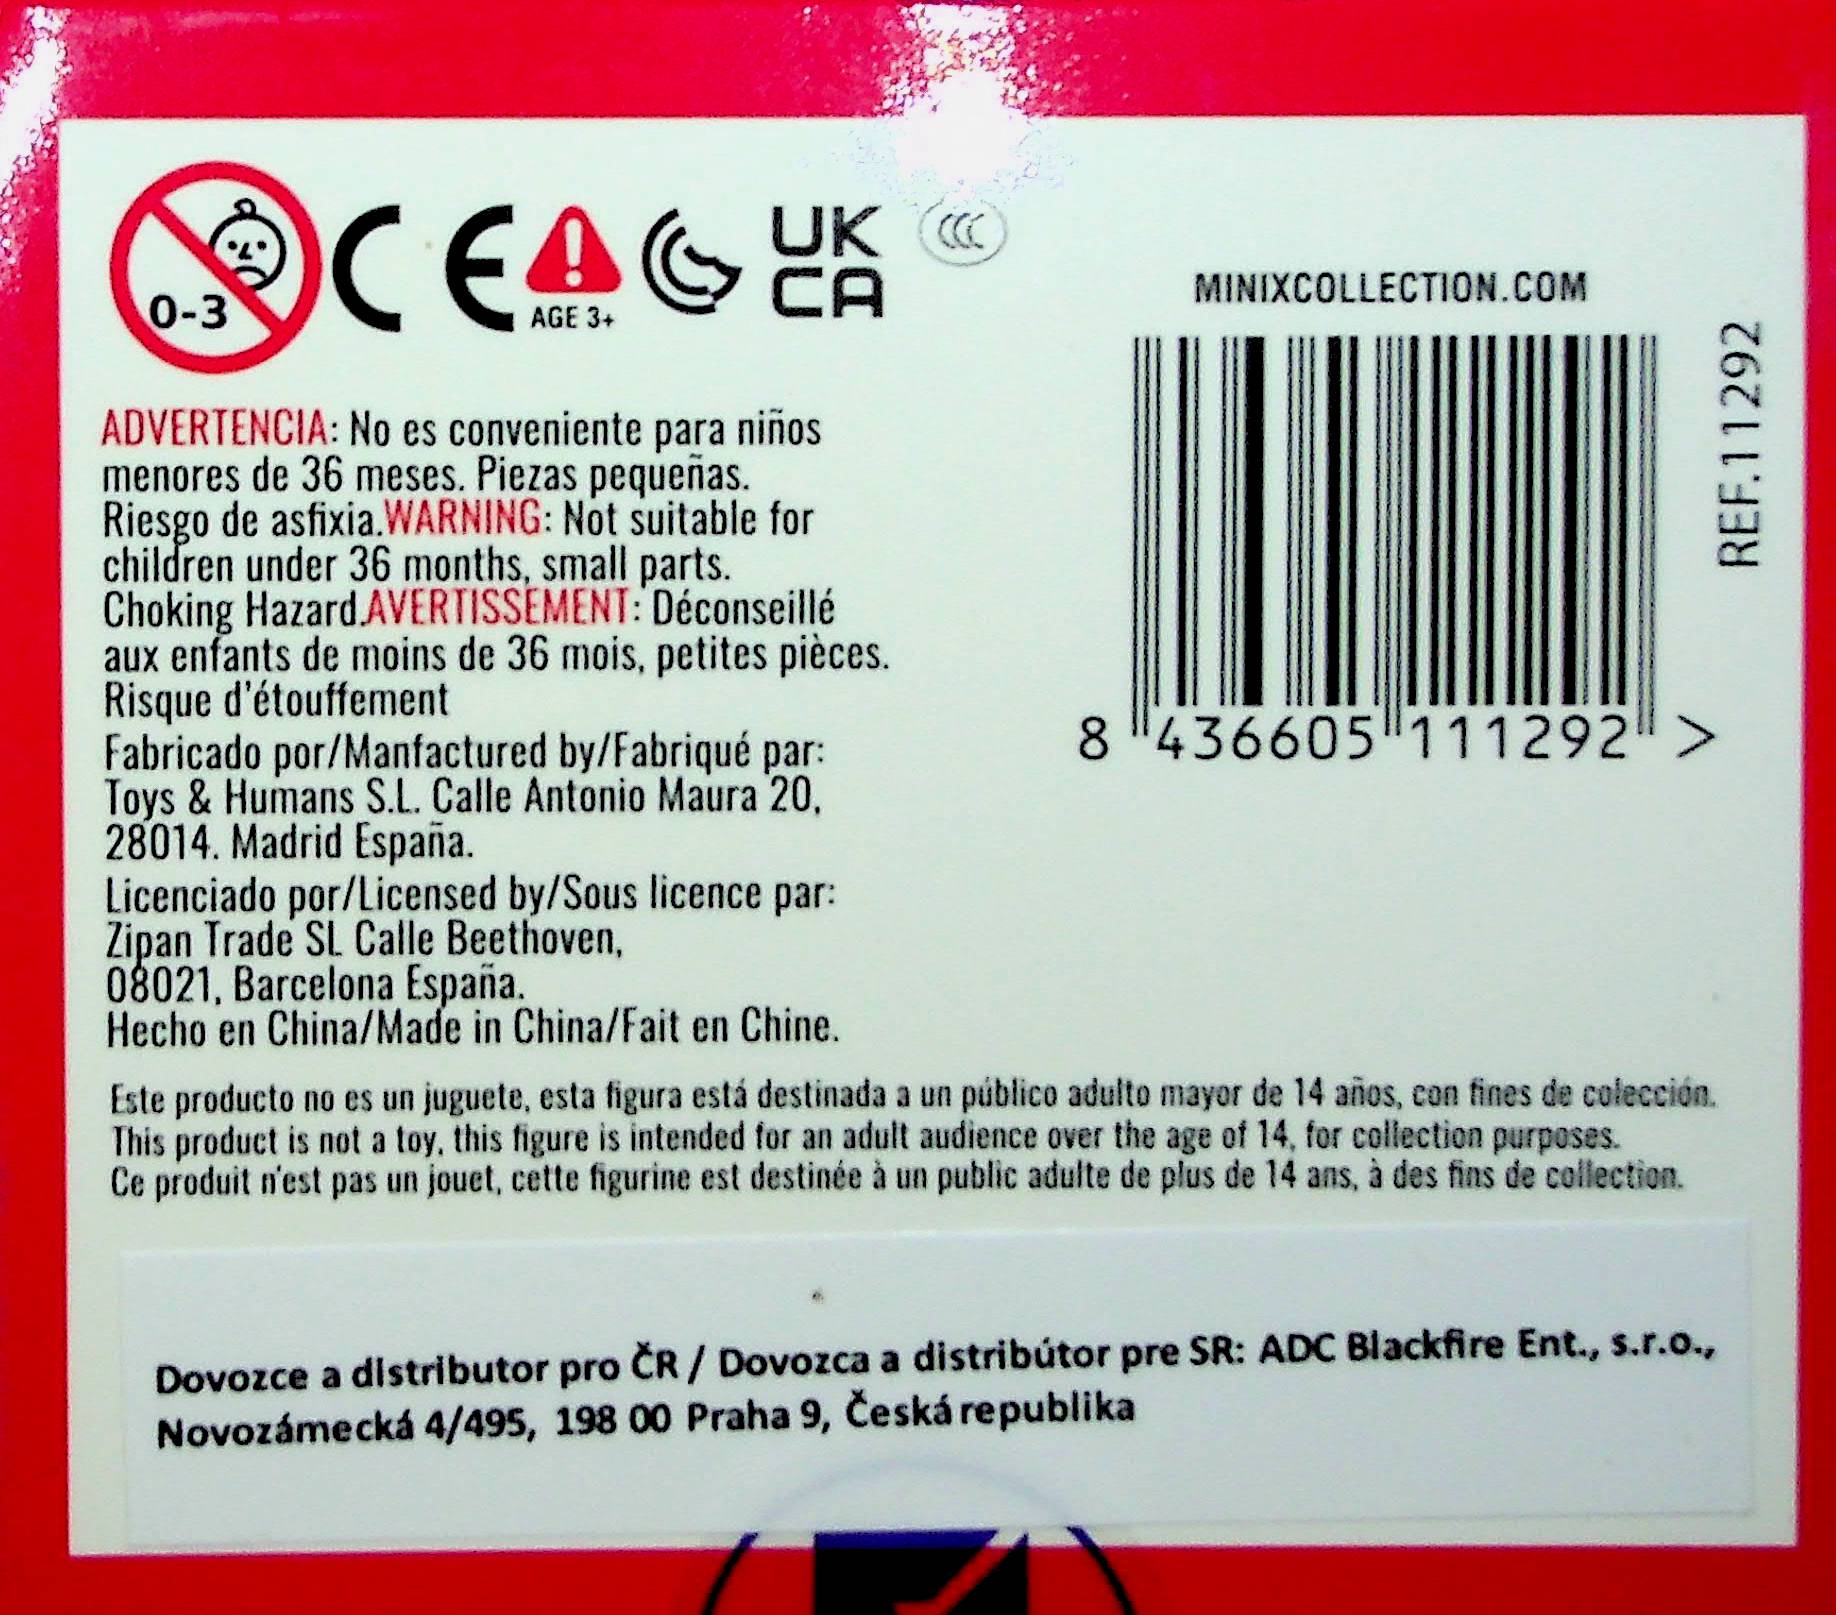 0-3
CE
AGE 3+
UK
CA
CCC
MINIXCOLLECTION.COM
REF.11292
8 436605 111292 >
ADVERTENCIA: No es conveniente para niños
menores de 36 meses. Piezas pequeñas.
Riesgo de asfixia.WARNING: Not suitable for
children under 36 months, small parts.
Choking Hazard.AVERTISSEMENT: Déconseillé
aux enfants de moins de 36 mois, petites pièces.
Risque d'étouffement
Fabricado por/Manfactured by/Fabriqué par:
Toys & Humans S.L. Calle Antonio Maura 20,
28014. Madrid España.
Licenciado por/Licensed by/Sous licence par:
Zipan Trade SL Calle Beethoven,
08021, Barcelona España.
Hecho en China/Made in China/Fait en Chine.
Este producto no es un juguete, esta figura está destinada a un público adulto mayor de 14 años, con fines de colección.
This product is not a toy, this figure is intended for an adult audience over the age of 14, for collection purposes.
Ce produit n'est pas un jouet, cette figurine est destinée à un public adulte de plus de 14 ans, à des fins de collection.
Dovozce a distributor pro ČR / Dovozca a distribútor pre SR: ADC Blackfire Ent., s.r.o.,
Novozámecká 4/495, 198 00 Praha 9, Česká republika